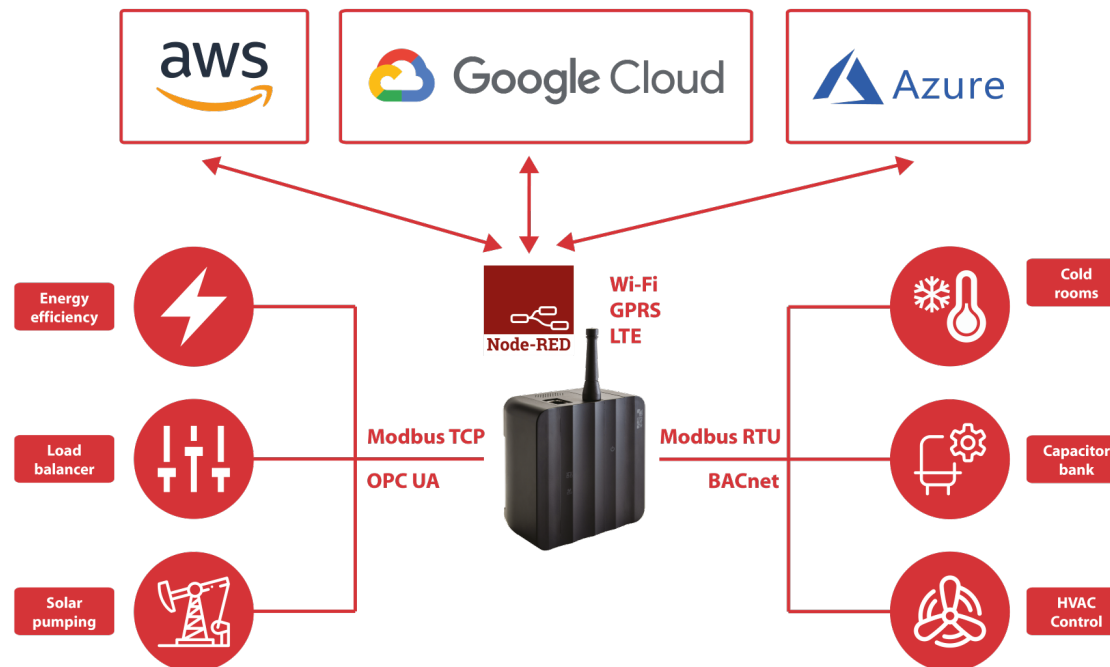 aws
Google Cloud
Azure
Wi-Fi
GPRS
LTE
Node-RED
Energy
efficiency
Load
balancer
Solar
pumping
Modbus TCP
OPC UA
Modbus RTU
BACnet
Cold
rooms
Capacitor
bank
HVAC
Control